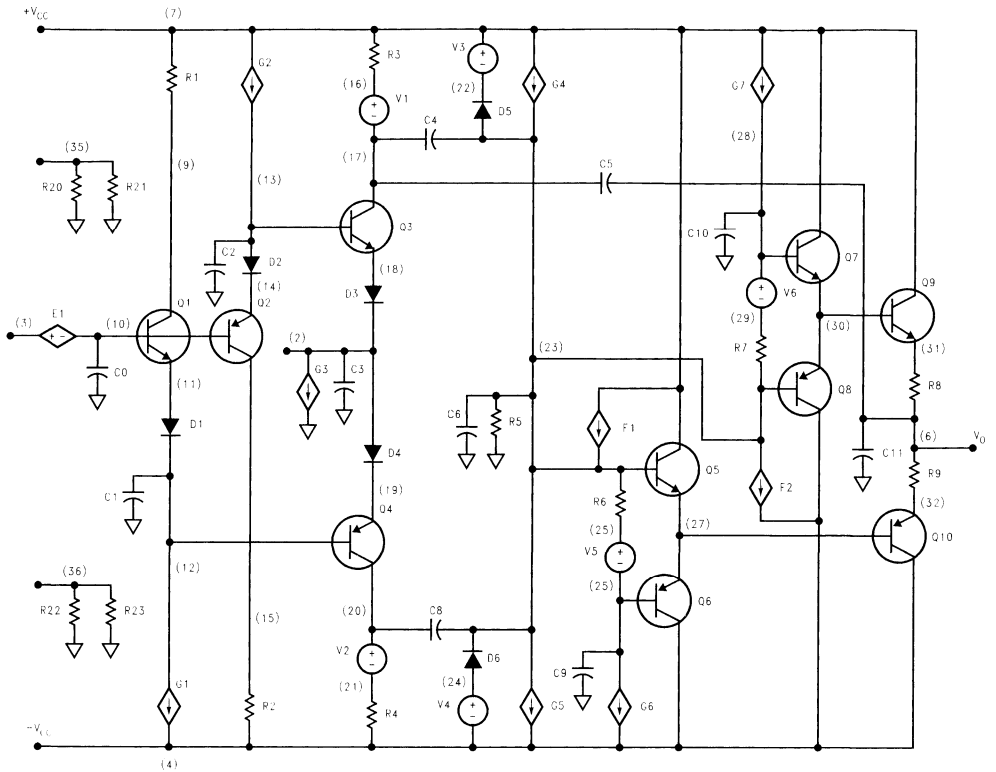 +VCC
(7)
R1
G2
R3
V3
(16)
(22)
V1
D5
G4
G7
C4
(28)
(35)
(17)
(9)
C5
R20
R21
(13)
Q3
C10
Q7
C2
D2
(18)
(14)
D3
V6
Q9
Q1
Q2
(29)
(3)
E1
(10)
+ -
(30)
(2)
(23)
R7
(31)
C0
(11)
G3
C3
Q8
R8
D1
C6
R5
F1
(6)
VO
D4
C11
Q5
R9
C1
(19)
R6
F2
(32)
Q4
(25)
(27)
Q10
(12)
V5
(36)
(25)
R22
R23
(20)
C8
Q6
(15)
V2
D6
C9
(21)
(24)
G1
R2
R4
V4
G5
G6
-VCC
(4)